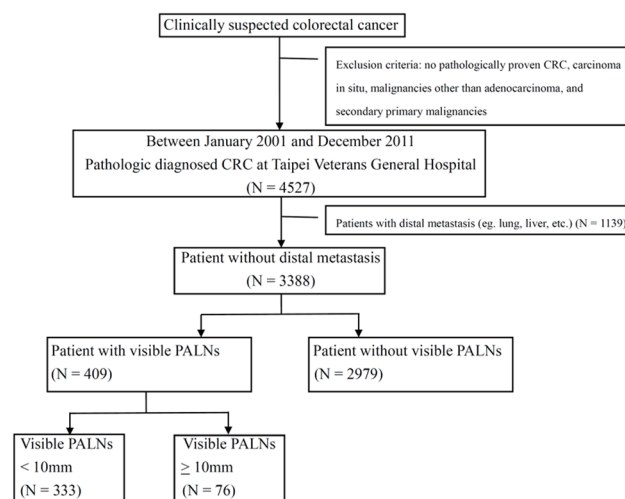 Clinically suspected colorectal cancer
Exclusion criteria: no pathologically proven CRC, carcinoma
in situ, malignancies other than adenocarcinoma, and
secondary primary malignancies
Between January 2001 and December 2011
Pathologic diagnosed CRC at Taipei Veterans General Hospital
(N = 4527)
Patients with distal metastasis (eg. lung, liver, etc.) (N = 1139)
Patient without distal metastasis
(N = 3388)
Patient with visible PALNs
(N = 409)
Patient without visible PALNs
(N = 2979)
Visible PALNs
< 10mm
(N = 333)
Visible PALNs
≥ 10mm
(N = 76)